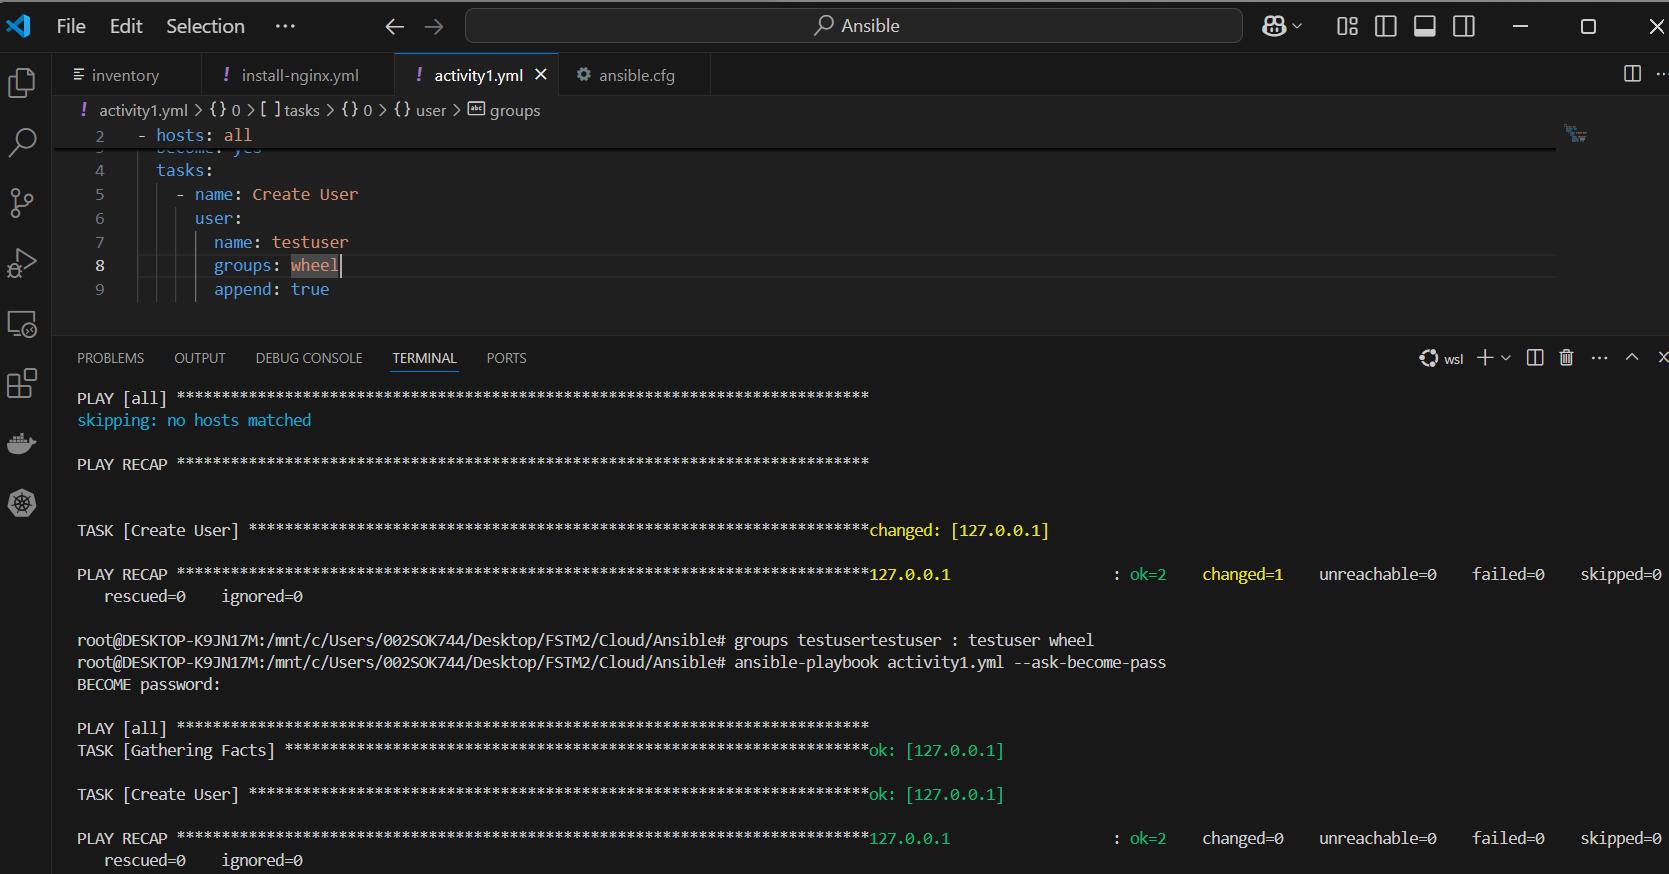 File Edit Selection ··· Ansible
inventory ! install-nginx.yml ! activity1.yml ansible.cfg
! activity1.yml > {} 0 > [ ] tasks > {} 0 > {} user > abc groups
2 - hosts: all
3 become: yes
4 tasks:
5 - name: Create User
6 user:
7 name: testuser
8 groups: wheel
9 append: true
PROBLEMS OUTPUT DEBUG CONSOLE TERMINAL PORTS wsl
PLAY [all] *****************************************************************************
skipping: no hosts matched
PLAY RECAP *****************************************************************************
TASK [Create User] *********************************************************************changed: [127.0.0.1]
PLAY RECAP *****************************************************************************127.0.0.1 : ok=2 changed=1 unreachable=0 failed=0 skipped=0
rescued=0 ignored=0
root@DESKTOP-K9JN17M:/mnt/c/Users/002SOK744/Desktop/FSTM2/Cloud/Ansible# groups testusertestuser : testuser wheel
root@DESKTOP-K9JN17M:/mnt/c/Users/002SOK744/Desktop/FSTM2/Cloud/Ansible# ansible-playbook activity1.yml --ask-become-pass
BECOME password:
PLAY [all] *****************************************************************************
TASK [Gathering Facts] *****************************************************************ok: [127.0.0.1]
TASK [Create User] *********************************************************************ok: [127.0.0.1]
PLAY RECAP *****************************************************************************127.0.0.1 : ok=2 changed=0 unreachable=0 failed=0 skipped=0
rescued=0 ignored=0